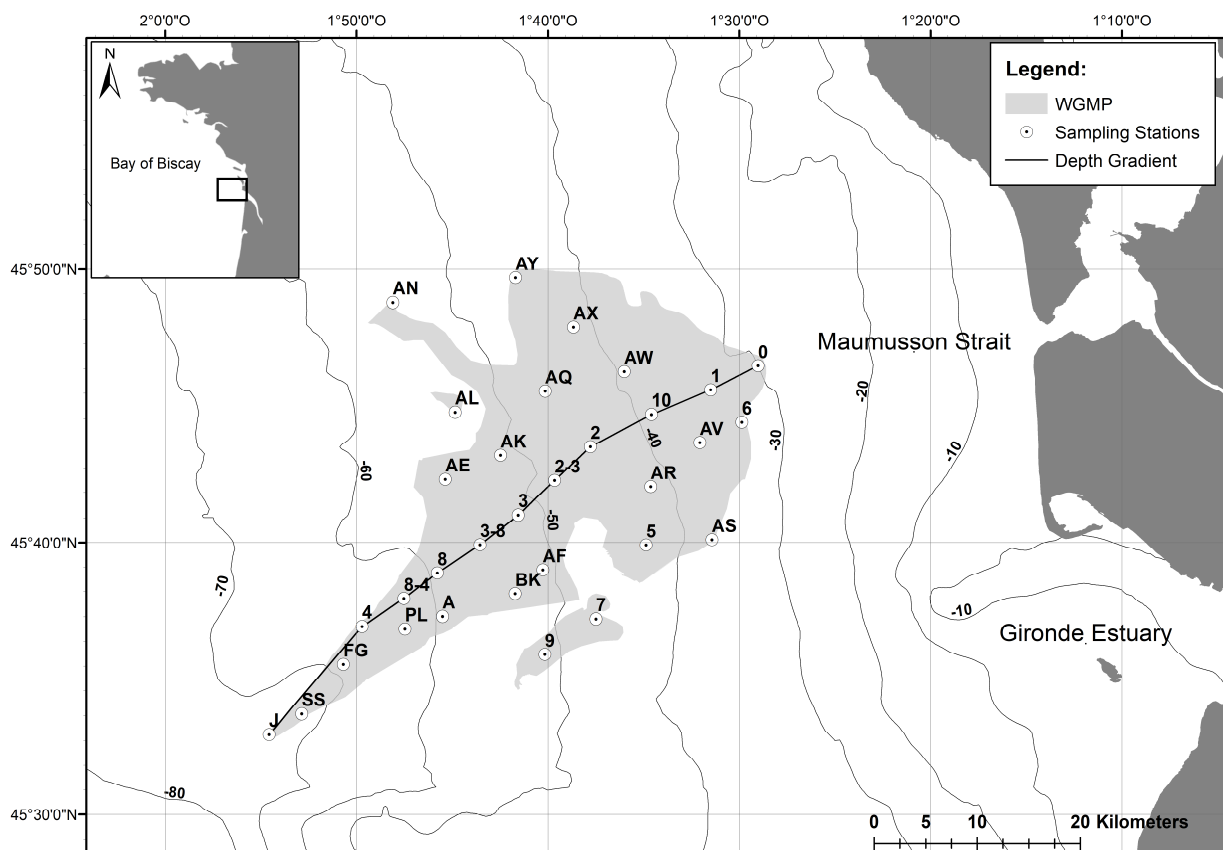 2°0'0"O 1°50'0"O 1°40'0"O 1°30'0"O 1°20'0"O 1°10'0"O
N
Bay of Biscay
Legend:
WGMP
Sampling Stations
Depth Gradient
45°50'0"N
45°40'0"N
45°30'0"N
AY
AN
AX
Maumusson Strait
0
AW
1
AQ
10
AL
6
2
AV
-40
-20
-30
-10
AK
AE
2-3
AR
-60
3
-50
3-8
5
AS
AF
8
BK
8-4
-70
A
7
-10
4
PL
Gironde Estuary
9
FG
SS
J
-80
0 5 10 20 Kilometers